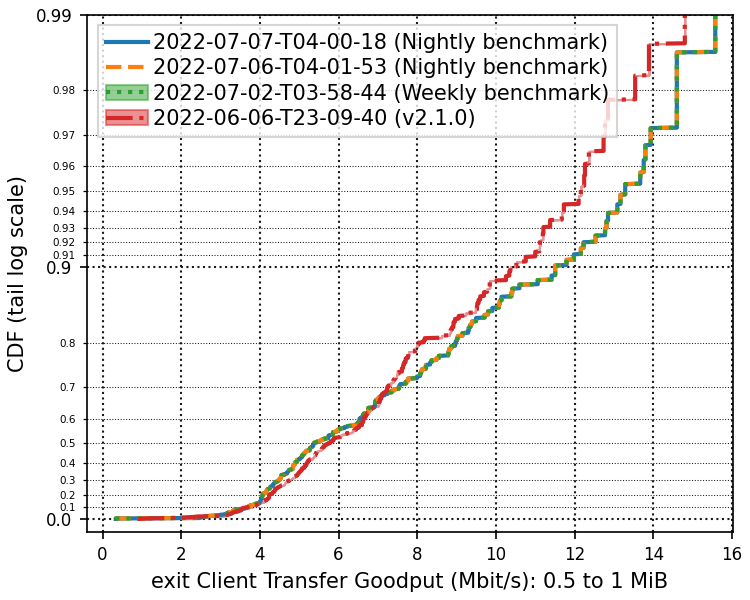 0.99
2022-07-07-T04-00-18 (Nightly benchmark)
2022-07-06-T04-01-53 (Nightly benchmark)
2022-07-02-T03-58-44 (Weekly benchmark)
2022-06-06-T23-09-40 (v2.1.0)
0.98
0.97
0.96
0.95
0.94
0.93
0.92
0.91
0.9
0.8
0.7
0.6
0.5
0.4
0.3
0.2
0.1
0.0
CDF (tail log scale)
0 2 4 6 8 10 12 14 16
exit Client Transfer Goodput (Mbit/s): 0.5 to 1 MiB